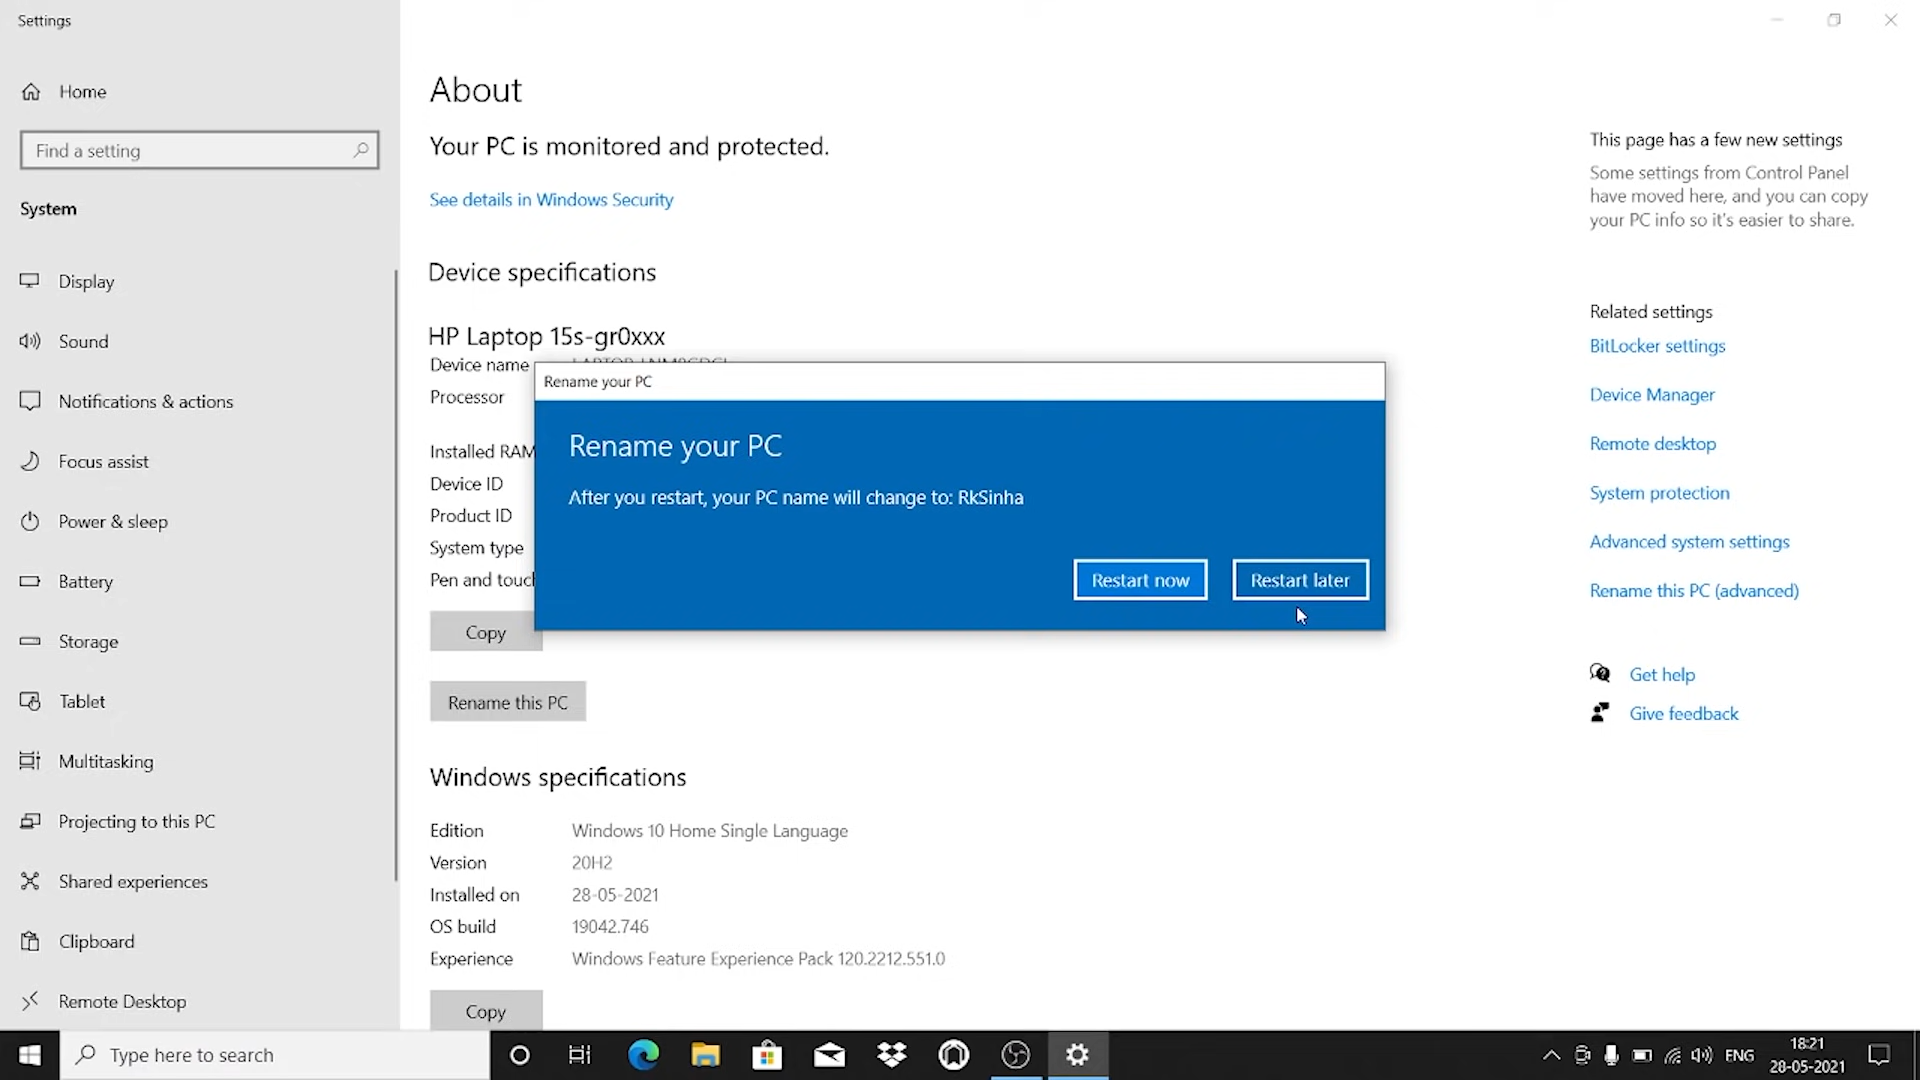 Settings
Home
Find a setting
System
Display
Sound
Notifications & actions
Focus assist
Power & sleep
Battery
Storage
Tablet
Multitasking
Projecting to this PC
Shared experiences
Clipboard
Remote Desktop
About
Your PC is monitored and protected.
See details in Windows Security
Device specifications
HP Laptop 15s-gr0xxx
Device name
Processor
Installed RAM
Device ID
Product ID
System type
Pen and touch
Copy
Rename this PC
Rename your PC
Rename your PC
After you restart, your PC name will change to: RkSinha
Restart now
Restart later
Windows specifications
Edition Windows 10 Home Single Language
Version 20H2
Installed on 28-05-2021
OS build 19042.746
Experience Windows Feature Experience Pack 120.2212.551.0
Copy
This page has a few new settings
Some settings from Control Panel
have moved here, and you can copy
your PC info so it's easier to share.
Related settings
BitLocker settings
Device Manager
Remote desktop
System protection
Advanced system settings
Rename this PC (advanced)
Get help
Give feedback
Type here to search
ENG
18:21
28-05-2021